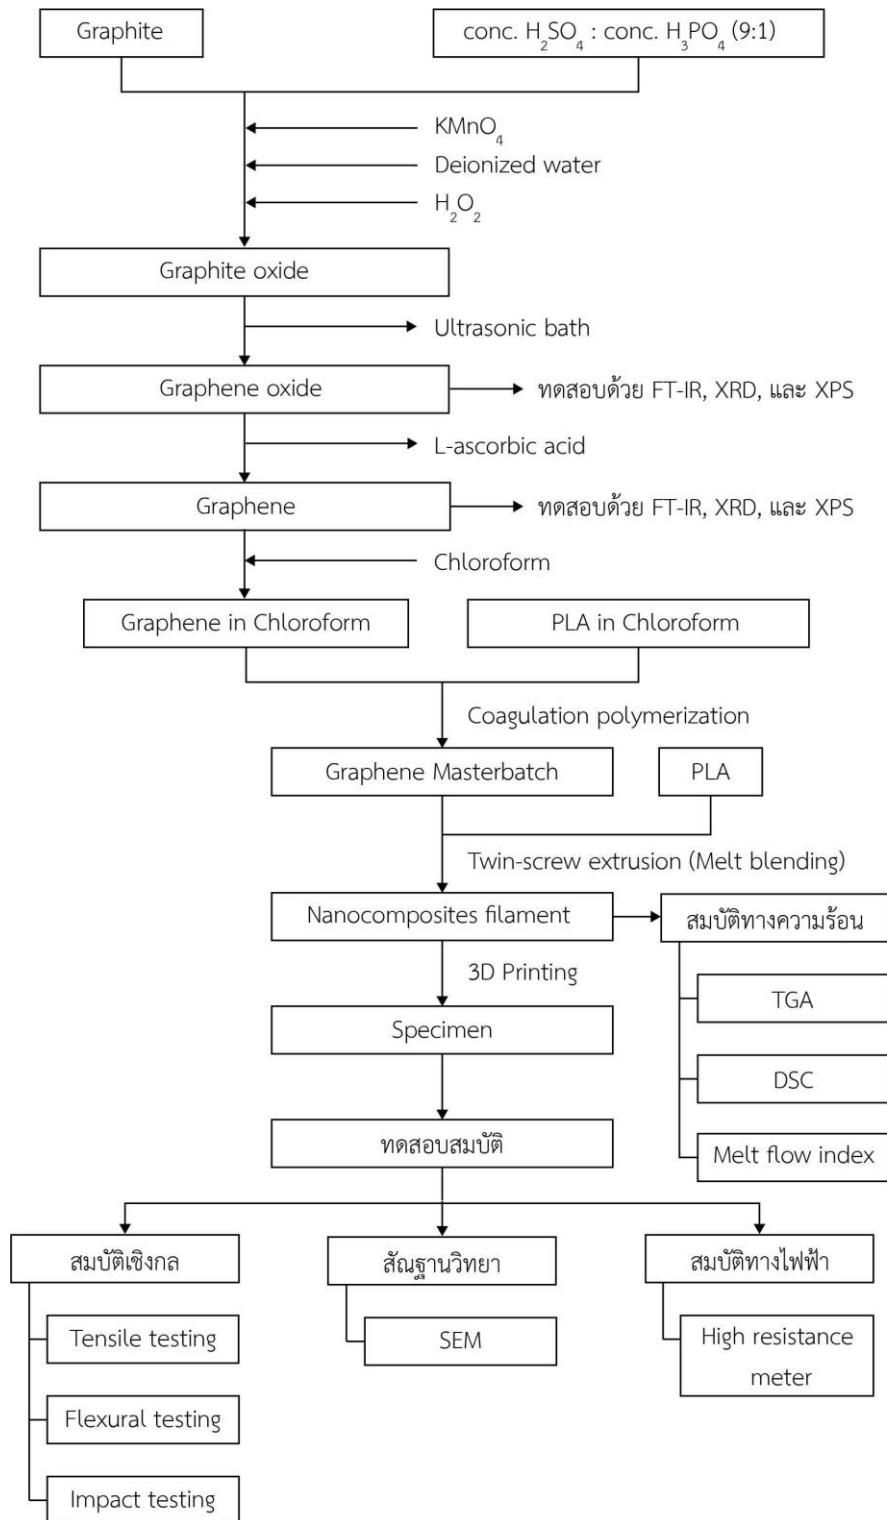 Graphite
conc. H₂SO₄ : conc. H₃PO₄ (9:1)
KMnO₄
Deionized water
H₂O₂
Graphite oxide
Ultrasonic bath
Graphene oxide
ทดสอบด้วย FT-IR, XRD, และ XPS
L-ascorbic acid
Graphene
ทดสอบด้วย FT-IR, XRD, และ XPS
Chloroform
Graphene in Chloroform
PLA in Chloroform
Coagulation polymerization
Graphene Masterbatch
PLA
Twin-screw extrusion (Melt blending)
Nanocomposites filament
สมบัติทางความร้อน
3D Printing
TGA
Specimen
DSC
ทดสอบสมบัติ
Melt flow index
สมบัติเชิงกล
สัณฐานวิทยา
สมบัติทางไฟฟ้า
Tensile testing
SEM
High resistance
meter
Flexural testing
Impact testing